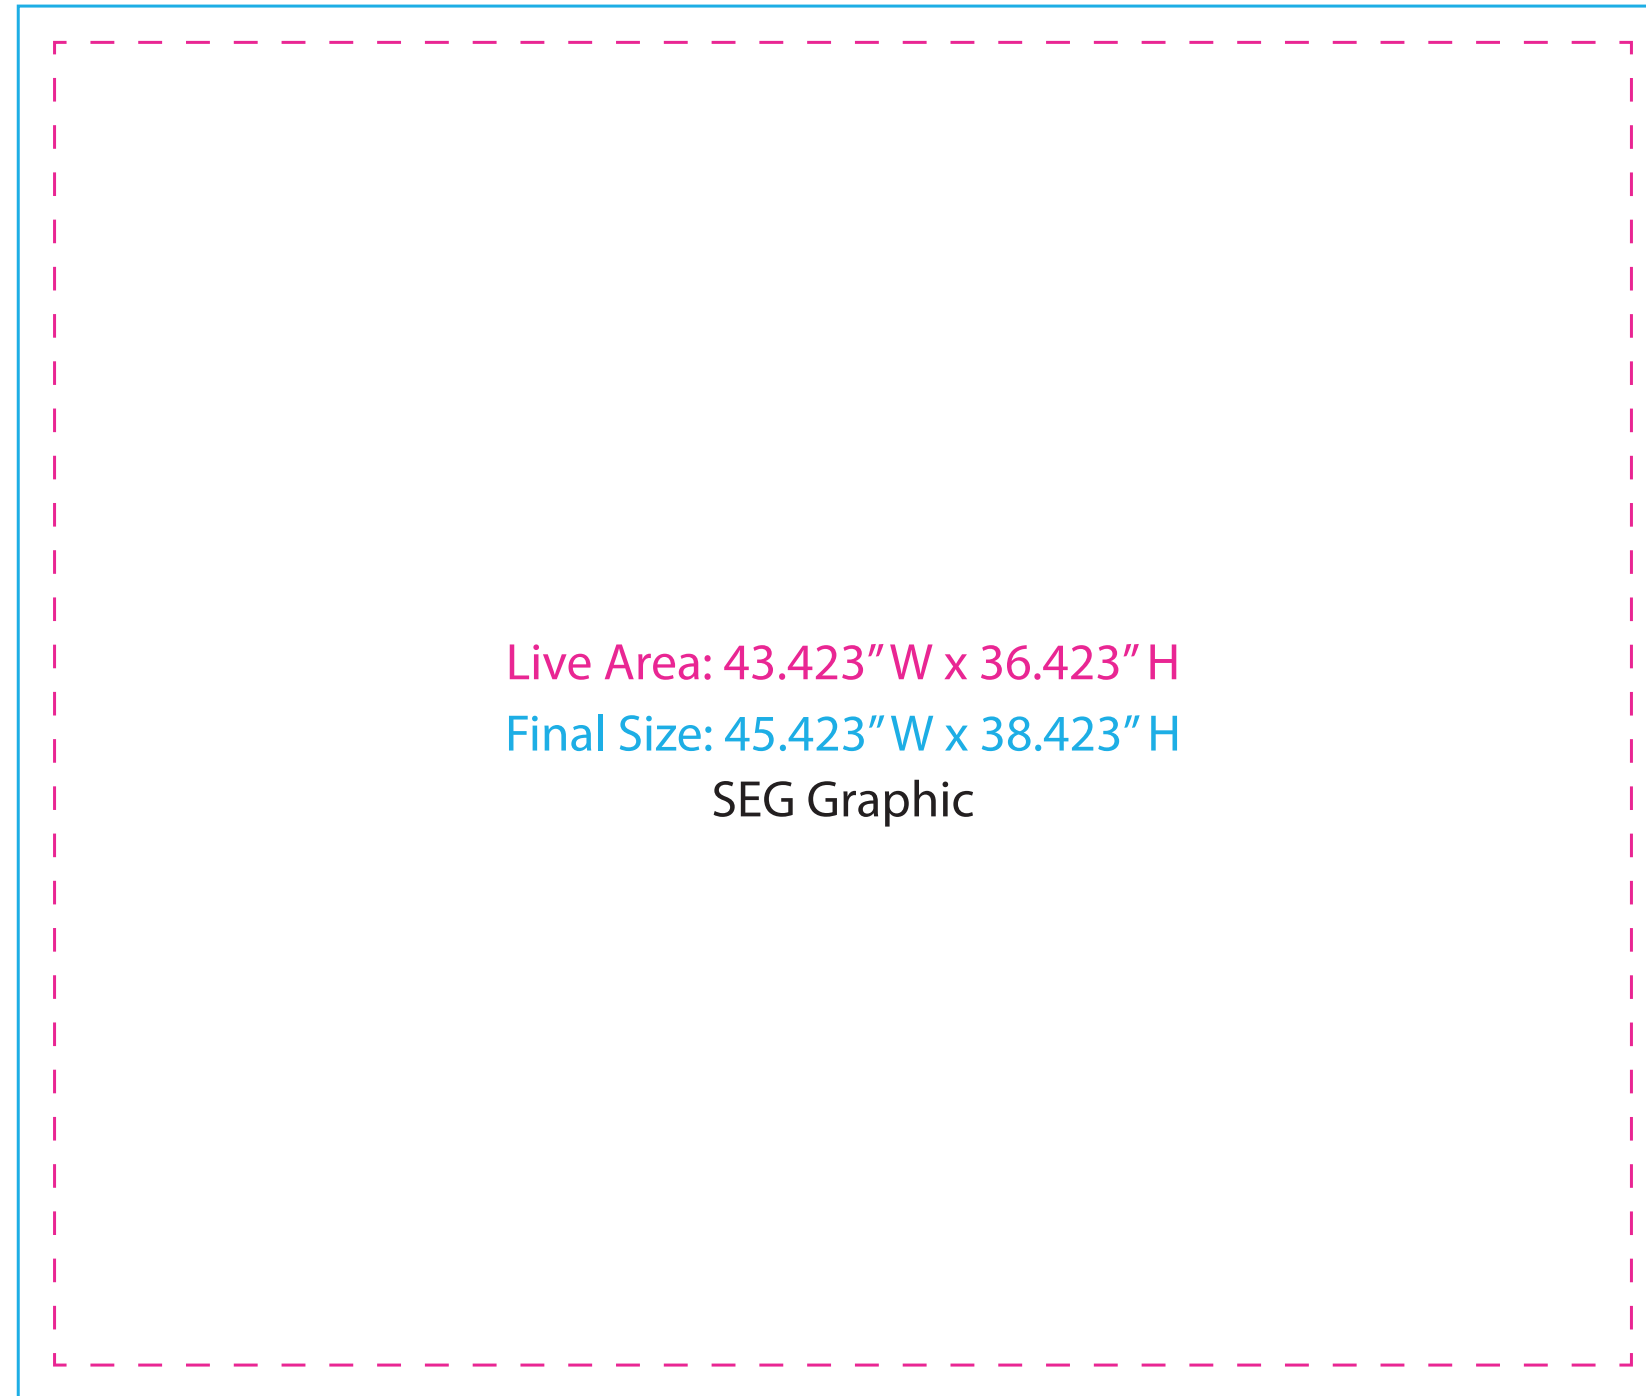 Live Area: 43.423” W x 36.423” H
Final Size: 45.423” W x 38.423” H
SEG Graphic